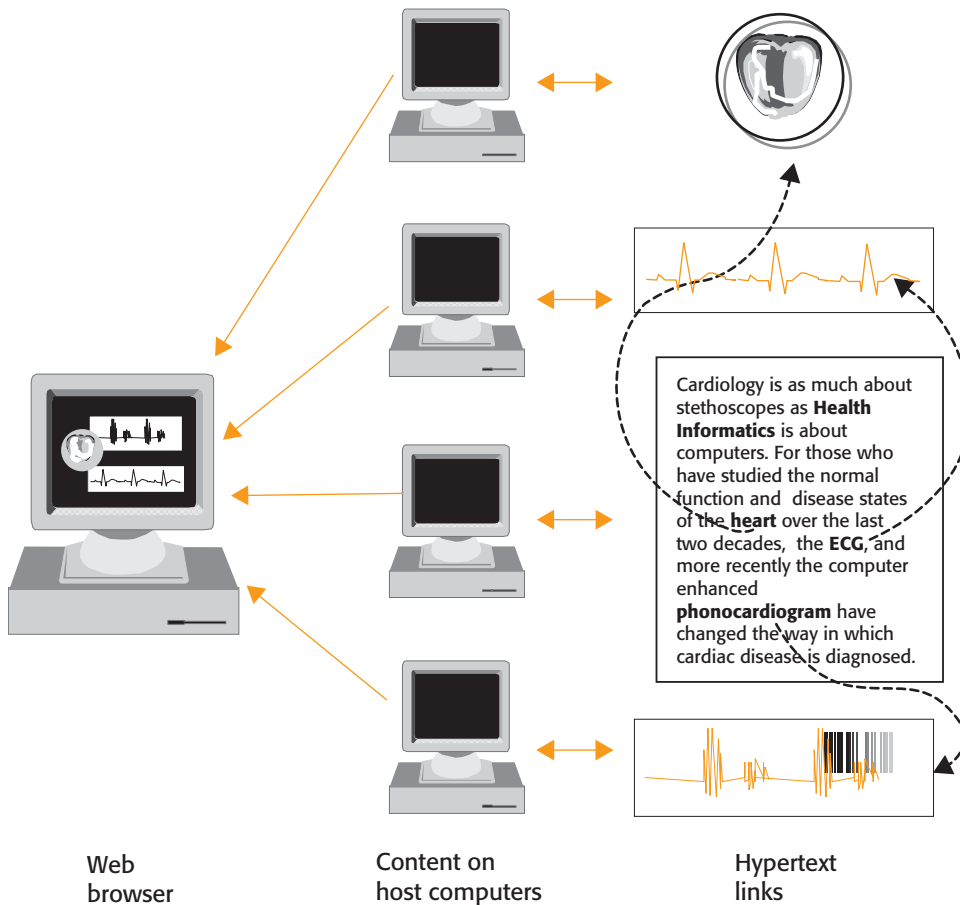 Cardiology is as much about
stethoscopes as Health
Informatics is about
computers. For those who
have studied the normal
function and disease states
of the heart over the last
two decades, the ECG, and
more recently the computer
enhanced
phonocardiogram have
changed the way in which
cardiac disease is diagnosed.
Web
browser
Content on
host computers
Hypertext
links